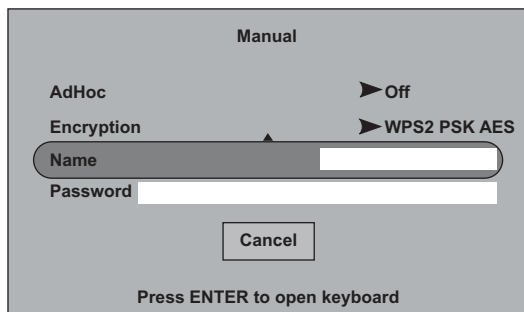 Manual
AdHoc Off
Encryption WPS2 PSK AES
Name
Password
Cancel
Press ENTER to open keyboard